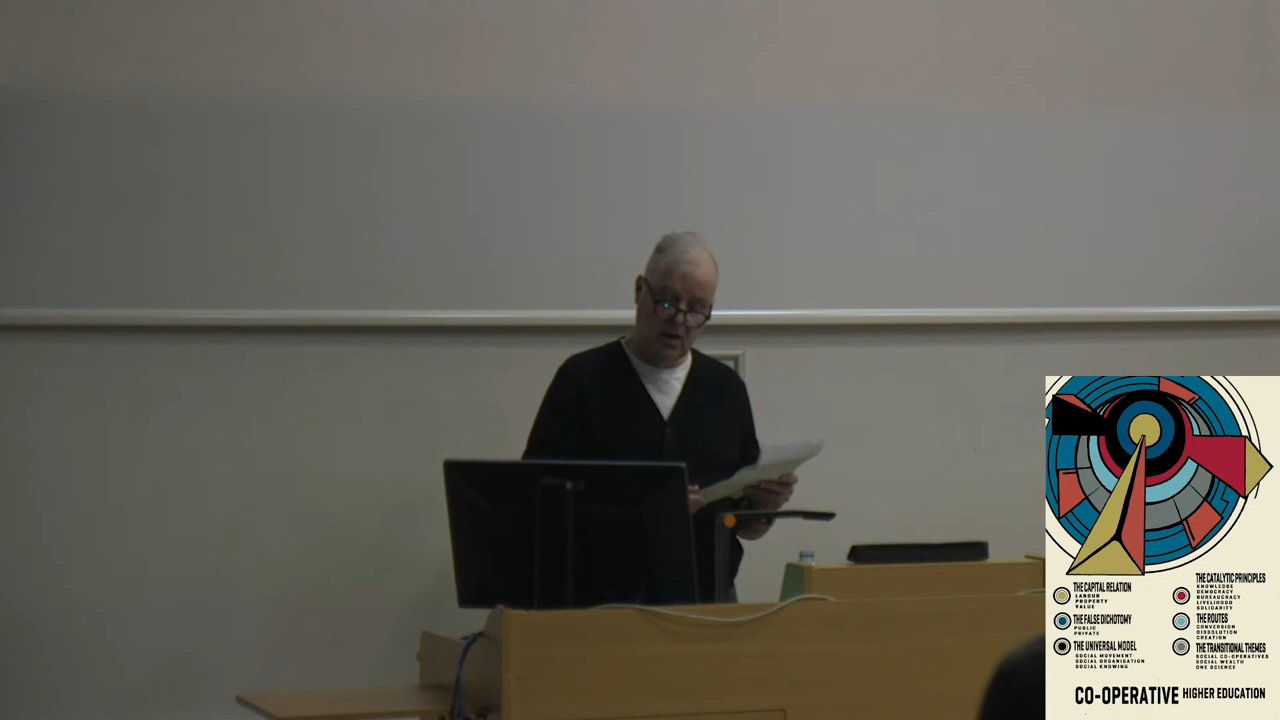 THE CAPITAL RELATION
LABOUR
PROPERTY
VALUE
THE FALSE DICHOTOMY
PUBLIC
PRIVATE
THE UNIVERSAL MODEL
SOCIAL MOVEMENT
SOCIAL ORGANISATION
SOCIAL KNOWING
THE CATALYTIC PRINCIPLES
KNOWLEDGE
DEMOCRACY
BUREAUCRACY
LIVELIHOOD
SOLIDARITY
THE ROUTES
CONVERSION
DISSOLUTION
CREATION
THE TRANSITIONAL THEMES
SOCIAL CO-OPERATIVES
SOCIAL WEALTH
ONE SCIENCE
CO-OPERATIVE HIGHER EDUCATION